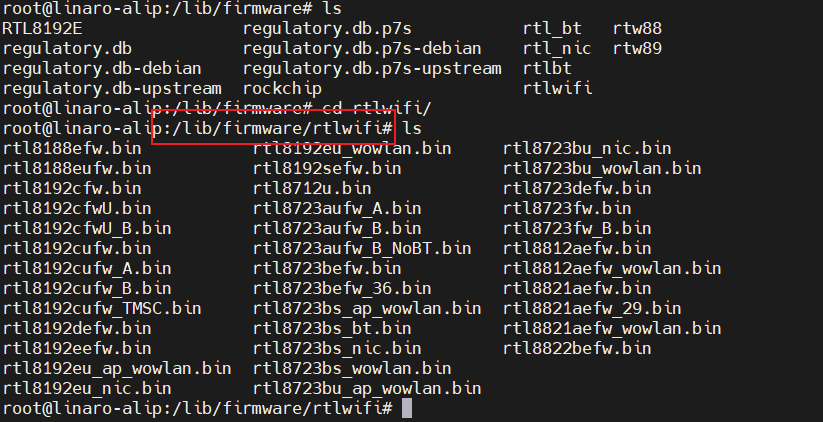 root@linaro-alip:/lib/firmware# ls
RTL8192E                regulatory.db.p7s           rtl_bt   rtw88
regulatory.db           regulatory.db.p7s-debian    rtl_nic  rtw89
regulatory.db-debian    regulatory.db.p7s-upstream  rtlbt
regulatory.db-upstream  rockchip                    rtlwifi
root@linaro-alip:/lib/firmware# cd rtlwifi/
root@linaro-alip:/lib/firmware/rtlwifi# ls
rtl8188efw.bin           rtl8192eu_wowlan.bin     rtl8723bu_nic.bin
rtl8188eufw.bin          rtl8192sefw.bin          rtl8723bu_wowlan.bin
rtl8192cfw.bin           rtl8712u.bin             rtl8723defw.bin
rtl8192cfwU.bin          rtl8723aufw_A.bin        rtl8723fw.bin
rtl8192cfwU_B.bin        rtl8723aufw_B.bin        rtl8723fw_B.bin
rtl8192cufw.bin          rtl8723aufw_B_NoBT.bin   rtl8812aefw.bin
rtl8192cufw_A.bin        rtl8723befw.bin          rtl8812aefw_wowlan.bin
rtl8192cufw_B.bin        rtl8723befw_36.bin       rtl8821aefw.bin
rtl8192cufw_TMSC.bin     rtl8723bs_ap_wowlan.bin  rtl8821aefw_29.bin
rtl8192defw.bin          rtl8723bs_bt.bin         rtl8821aefw_wowlan.bin
rtl8192eefw.bin          rtl8723bs_nic.bin        rtl8822befw.bin
rtl8192eu_ap_wowlan.bin  rtl8723bs_wowlan.bin
rtl8192eu_nic.bin        rtl8723bu_ap_wowlan.bin
root@linaro-alip:/lib/firmware/rtlwifi#